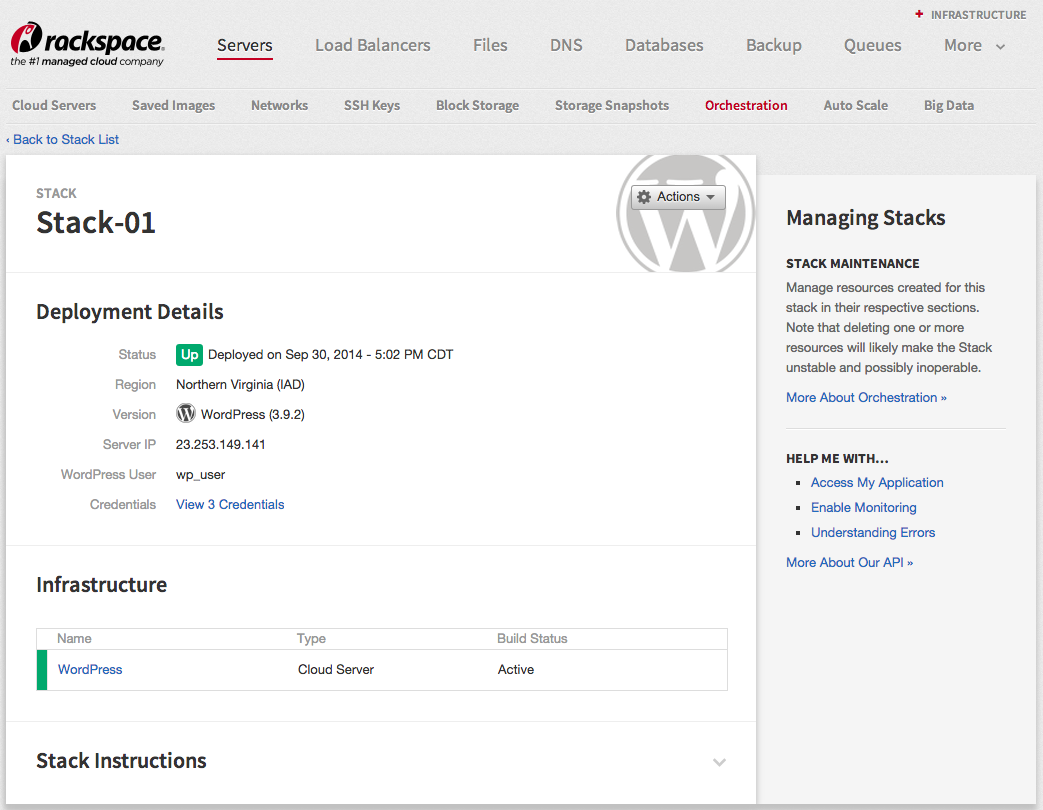 + INFRASTRUCTURE
rackspace.
the #1 managed cloud company
Servers Load Balancers Files DNS Databases Backup Queues More
Cloud Servers Saved Images Networks SSH Keys Block Storage Storage Snapshots Orchestration Auto Scale Big Data
‹ Back to Stack List
STACK
Stack-01
Actions
Deployment Details
Status Up Deployed on Sep 30, 2014 - 5:02 PM CDT
Region Northern Virginia (IAD)
Version WordPress (3.9.2)
Server IP 23.253.149.141
WordPress User wp_user
Credentials View 3 Credentials
Infrastructure
Name Type Build Status
WordPress Cloud Server Active
Stack Instructions
Managing Stacks
STACK MAINTENANCE
Manage resources created for this
stack in their respective sections.
Note that deleting one or more
resources will likely make the Stack
unstable and possibly inoperable.
More About Orchestration »
HELP ME WITH...
Access My Application
Enable Monitoring
Understanding Errors
More About Our API »